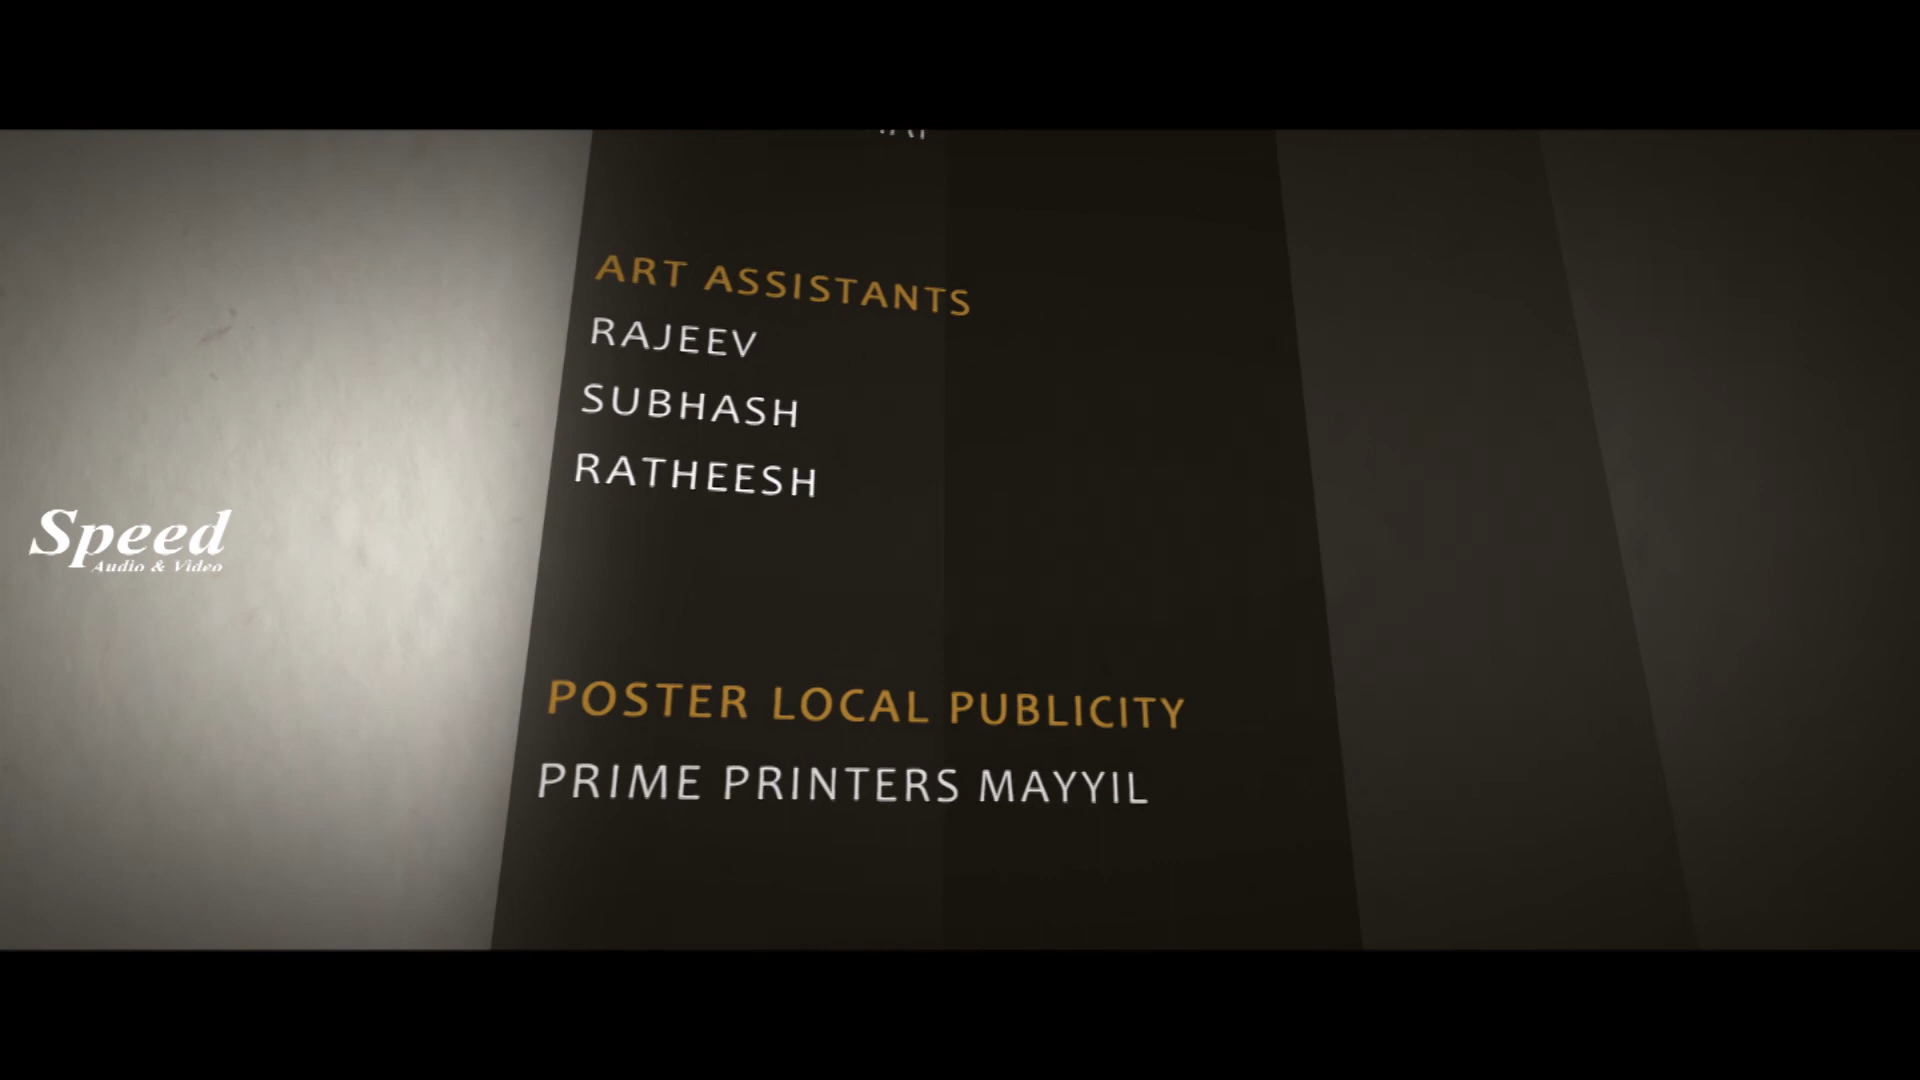 ART ASSISTANTS
RAJEEV
SUBHASH
RATHEESH
Speed
Audio & Video
POSTER LOCAL PUBLICITY
PRIME PRINTERS MAYYIL